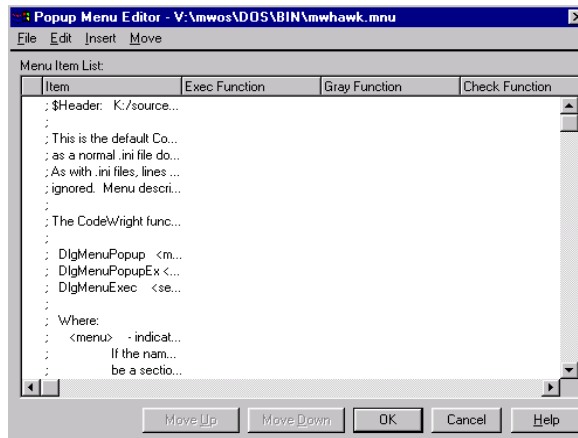 Popup Menu Editor - V:\mwos\DOS\BIN\mwhawk.mnu
File Edit Insert Move
Menu Item List:
Item Exec Function Gray Function Check Function
; $Header: K:/source...
;
; This is the default Co...
; as a normal .ini file do...
; As with .ini files, lines ...
; ignored. Menu descri...
;
; The CodeWright func...
;
; DlgMenuPopup <m...
; DlgMenuPopupEx <...
; DlgMenuExec <se...
;
; Where:
; <menu> - indicat...
; If the nam...
; be a sectio...
Move Up Move Down OK Cancel Help